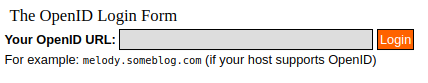 The OpenID Login Form
Your OpenID URL: Login
For example: melody.someblog.com (if your host supports OpenID)